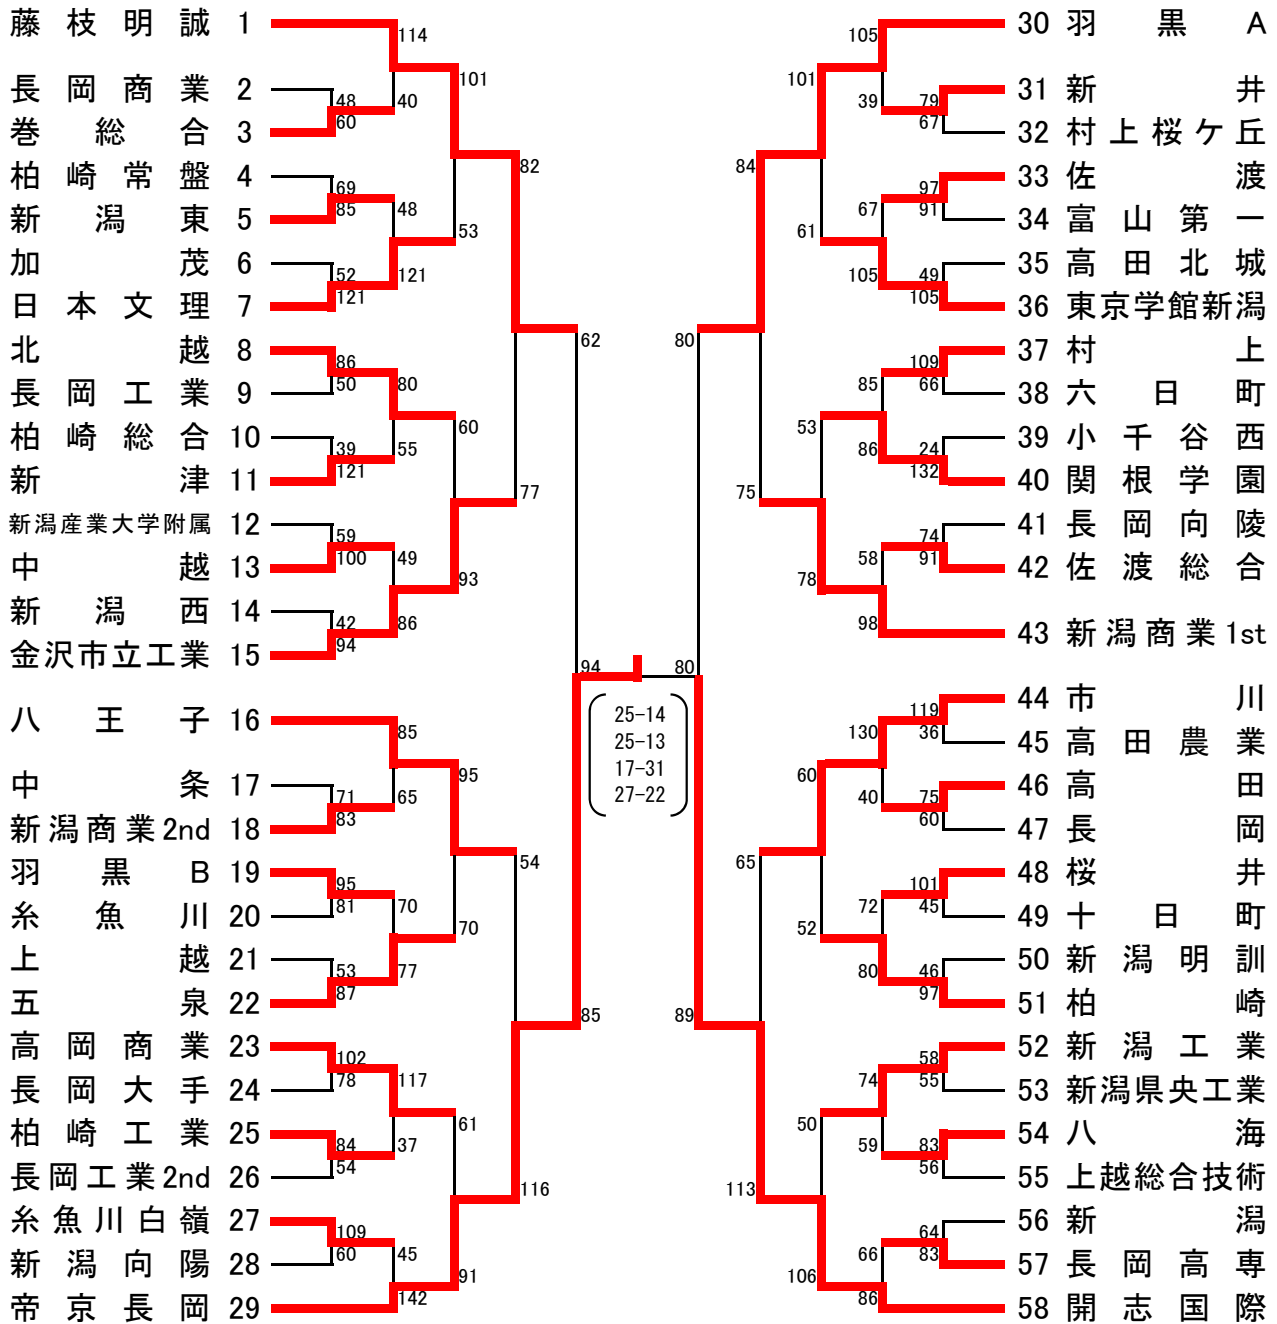 藤枝明誠 1
長岡商業 2
巻総合 3
柏崎常盤 4
新潟東 5
加茂 6
日本文理 7
北越 8
長岡工業 9
柏崎総合 10
新津 11
新潟産業大学附属 12
中越 13
新潟西 14
金沢市立工業 15
八王子 16
中条 17
新潟商業2nd 18
羽黒B 19
糸魚川 20
上越 21
五泉 22
高岡商業 23
長岡大手 24
柏崎工業 25
長岡工業2nd 26
糸魚川白嶺 27
新潟向陽 28
帝京長岡 29
114
48
60
40
101
69
85
48
52
121
121
53
82
86
50
80
39
121
55
60
59
100
49
42
94
86
93
77
62
85
71
83
65
95
95
81
70
53
87
77
70
54
102
78
117
84
54
37
61
109
60
45
142
91
116
85
94
80
25-14
25-13
17-31
27-22
80
89
84
75
65
113
101
61
53
78
60
52
50
106
105
39
79
67
67
97
91
105
49
105
85
109
66
86
24
132
58
74
91
98
130
119
36
40
75
60
72
101
45
80
46
97
74
58
55
59
83
56
66
64
83
86
30 羽黒A
31 新井
32 村上桜ケ丘
33 佐渡
34 富山第一
35 高田北城
36 東京学館新潟
37 村上
38 六日町
39 小千谷西
40 関根学園
41 長岡向陵
42 佐渡総合
43 新潟商業1st
44 市川
45 高田農業
46 高田
47 長岡
48 桜井
49 十日町
50 新潟明訓
51 柏崎
52 新潟工業
53 新潟県央工業
54 八海
55 上越総合技術
56 新潟
57 長岡高専
58 開志国際